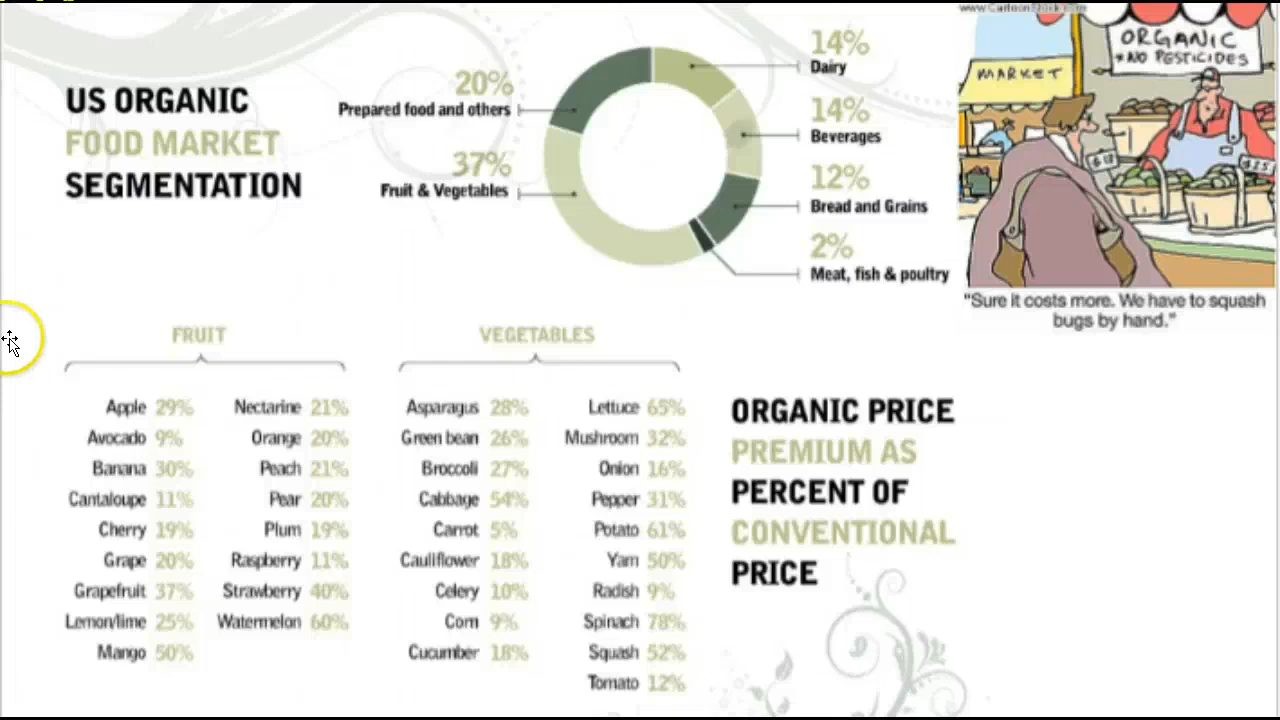 US ORGANIC
FOOD MARKET
SEGMENTATION
20%
Prepared food and others
37%
Fruit & Vegetables
14%
Dairy
14%
Beverages
12%
Bread and Grains
2%
Meat, fish & poultry
www.CartoonStock.com
MARKET
ORGANIC
*NO PESTICIDES
"Sure it costs more. We have to squash
bugs by hand."
FRUIT
Apple 29%
Avocado 9%
Banana 30%
Cantaloupe 11%
Cherry 19%
Grape 20%
Grapefruit 37%
Lemon/lime 25%
Mango 50%
Nectarine 21%
Orange 20%
Peach 21%
Pear 20%
Plum 19%
Raspberry 11%
Strawberry 40%
Watermelon 60%
VEGETABLES
Asparagus 28%
Green bean 26%
Broccoli 27%
Cabbage 54%
Carrot 5%
Cauliflower 18%
Celery 10%
Corn 9%
Cucumber 18%
Lettuce 65%
Mushroom 32%
Onion 16%
Pepper 31%
Potato 61%
Yam 50%
Radish 9%
Spinach 78%
Squash 52%
Tomato 12%
ORGANIC PRICE
PREMIUM AS
PERCENT OF
CONVENTIONAL
PRICE